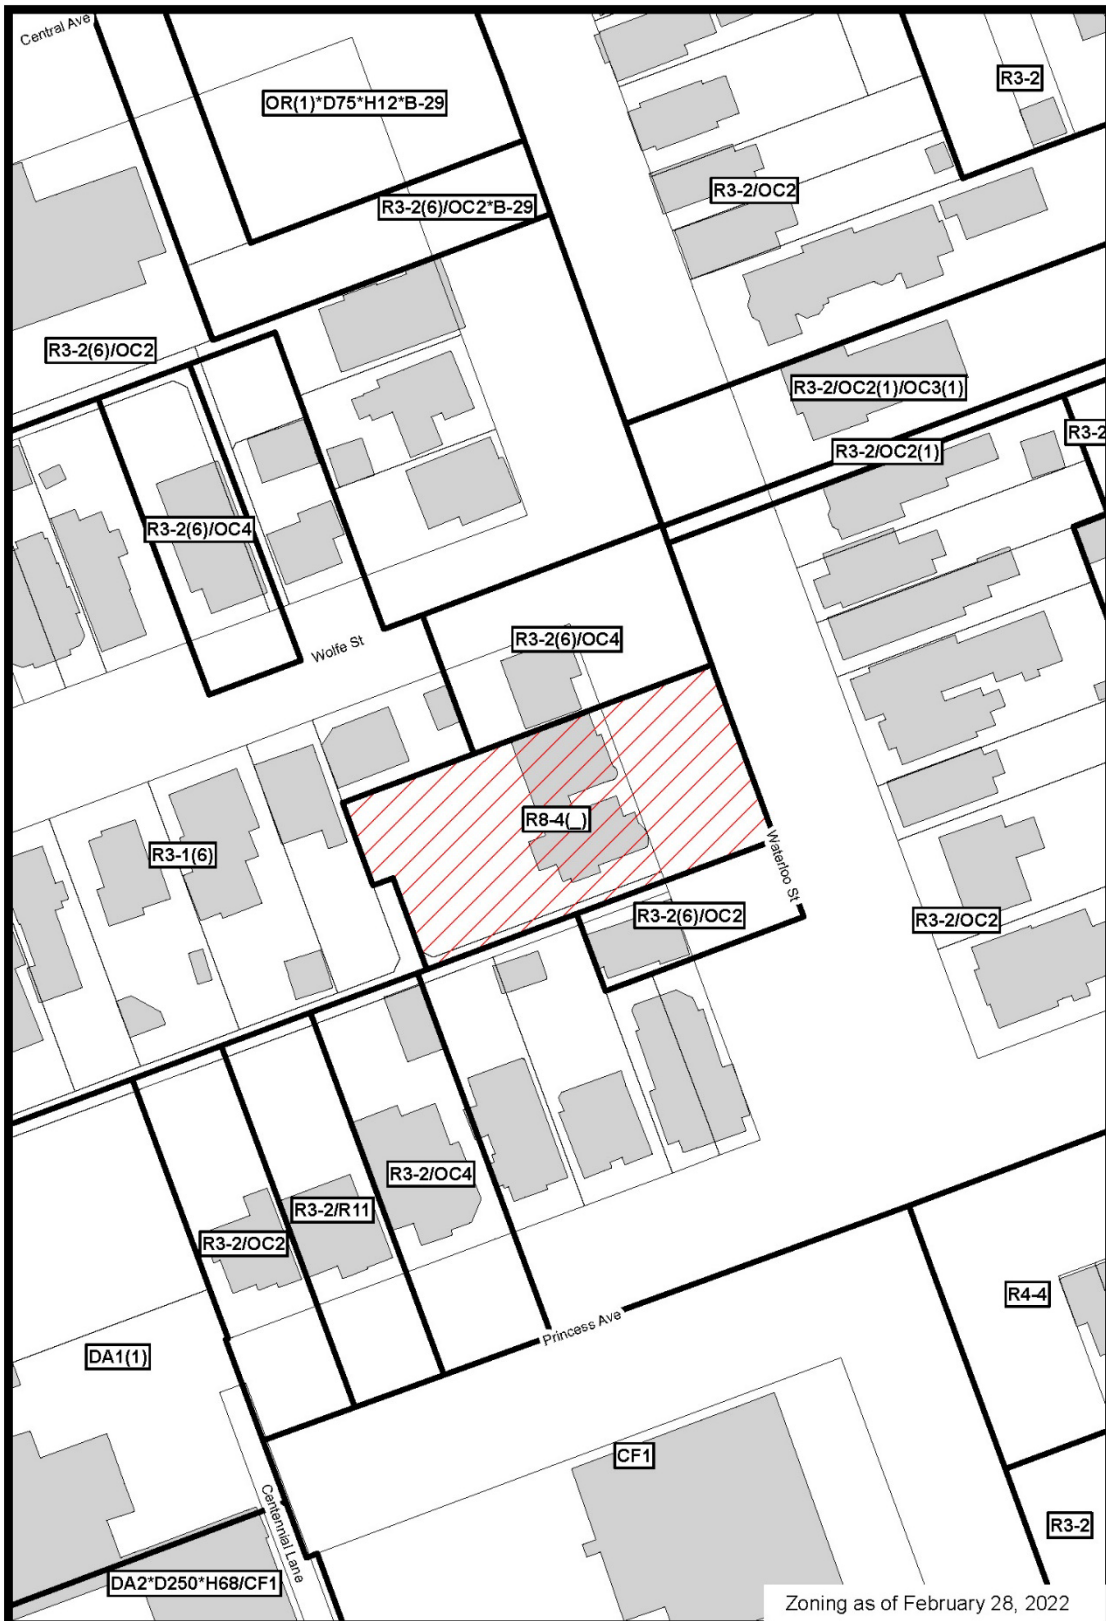 Central Ave
R3-2
OR(1)*D75*H12*B-29
R3-2/OC2
R3-2(6)/OC2*B-29
R3-2(6)/OC2
R3-2/OC2(1)/OC3(1)
R3-2
R3-2/OC2(1)
R3-2(6)/OC4
Wolfe St
R3-2(6)/OC4
R8-4(_)
R3-1(6)
Waterloo St
R3-2(6)/OC2
R3-2/OC2
R3-2/OC4
R3-2/R11
R3-2/OC2
R4-4
Princess Ave
DA1(1)
CF1
Centennial Lane
R3-2
DA2*D250*H68/CF1
Zoning as of February 28, 2022